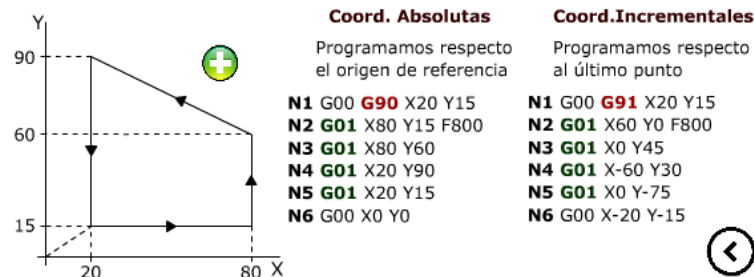 Y
90
60
15
20
80 X
Coord. Absolutas
Programamos respecto
el origen de referencia
N1 G00 G90 X20 Y15
N2 G01 X80 Y15 F800
N3 G01 X80 Y60
N4 G01 X20 Y90
N5 G01 X20 Y15
N6 G00 X0 Y0
Coord.Incrementales
Programamos respecto
al último punto
N1 G00 G91 X20 Y15
N2 G01 X60 Y0 F800
N3 G01 X0 Y45
N4 G01 X-60 Y30
N5 G01 X0 Y-75
N6 G00 X-20 Y-15